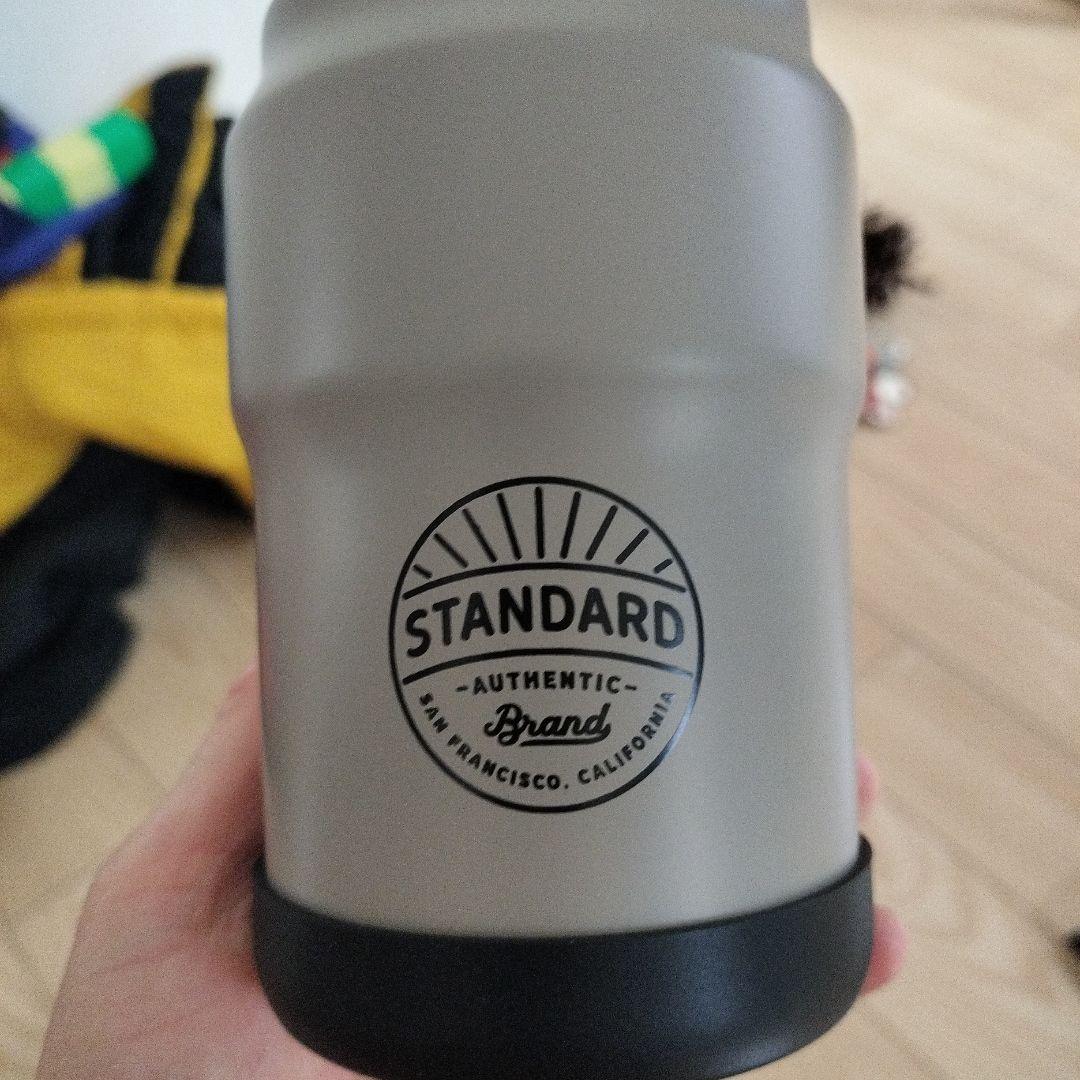 STANDARD
-AUTHENTIC-
Brand
SAN FRANCISCO. CALIFORNIA